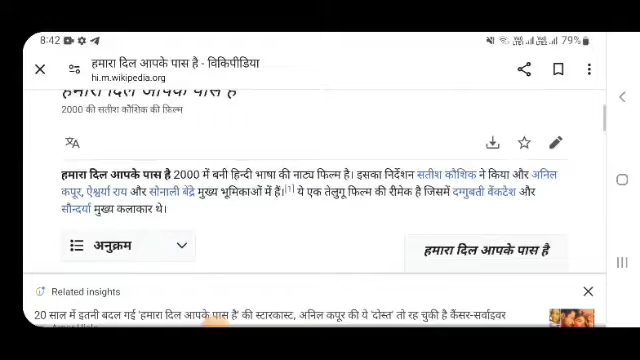 8:42
79%
हमारा दिल आपके पास है - विकिपीडिया
hi.m.wikipedia.org
हमारा दिल आपके पास है
2000 की सतीश कौशिक की फ़िल्म
हमारा दिल आपके पास है 2000 में बनी हिन्दी भाषा की नाट्य फिल्म है। इसका निर्देशन सतीश कौशिक ने किया और अनिल
कपूर, ऐश्वर्या राय और सोनाली बेंद्रे मुख्य भूमिकाओं में हैं।[1] ये एक तेलुगू फिल्म की रीमेक है जिसमें दग्गुबती वेंकटेश और
सौन्दर्या मुख्य कलाकार थे।
अनुक्रम
हमारा दिल आपके पास है
Related insights
20 साल में इतनी बदल गई 'हमारा दिल आपके पास है' की स्टारकास्ट, अनिल कपूर की ये 'दोस्त' तो रह चुकी है कैंसर-सर्वाइवर